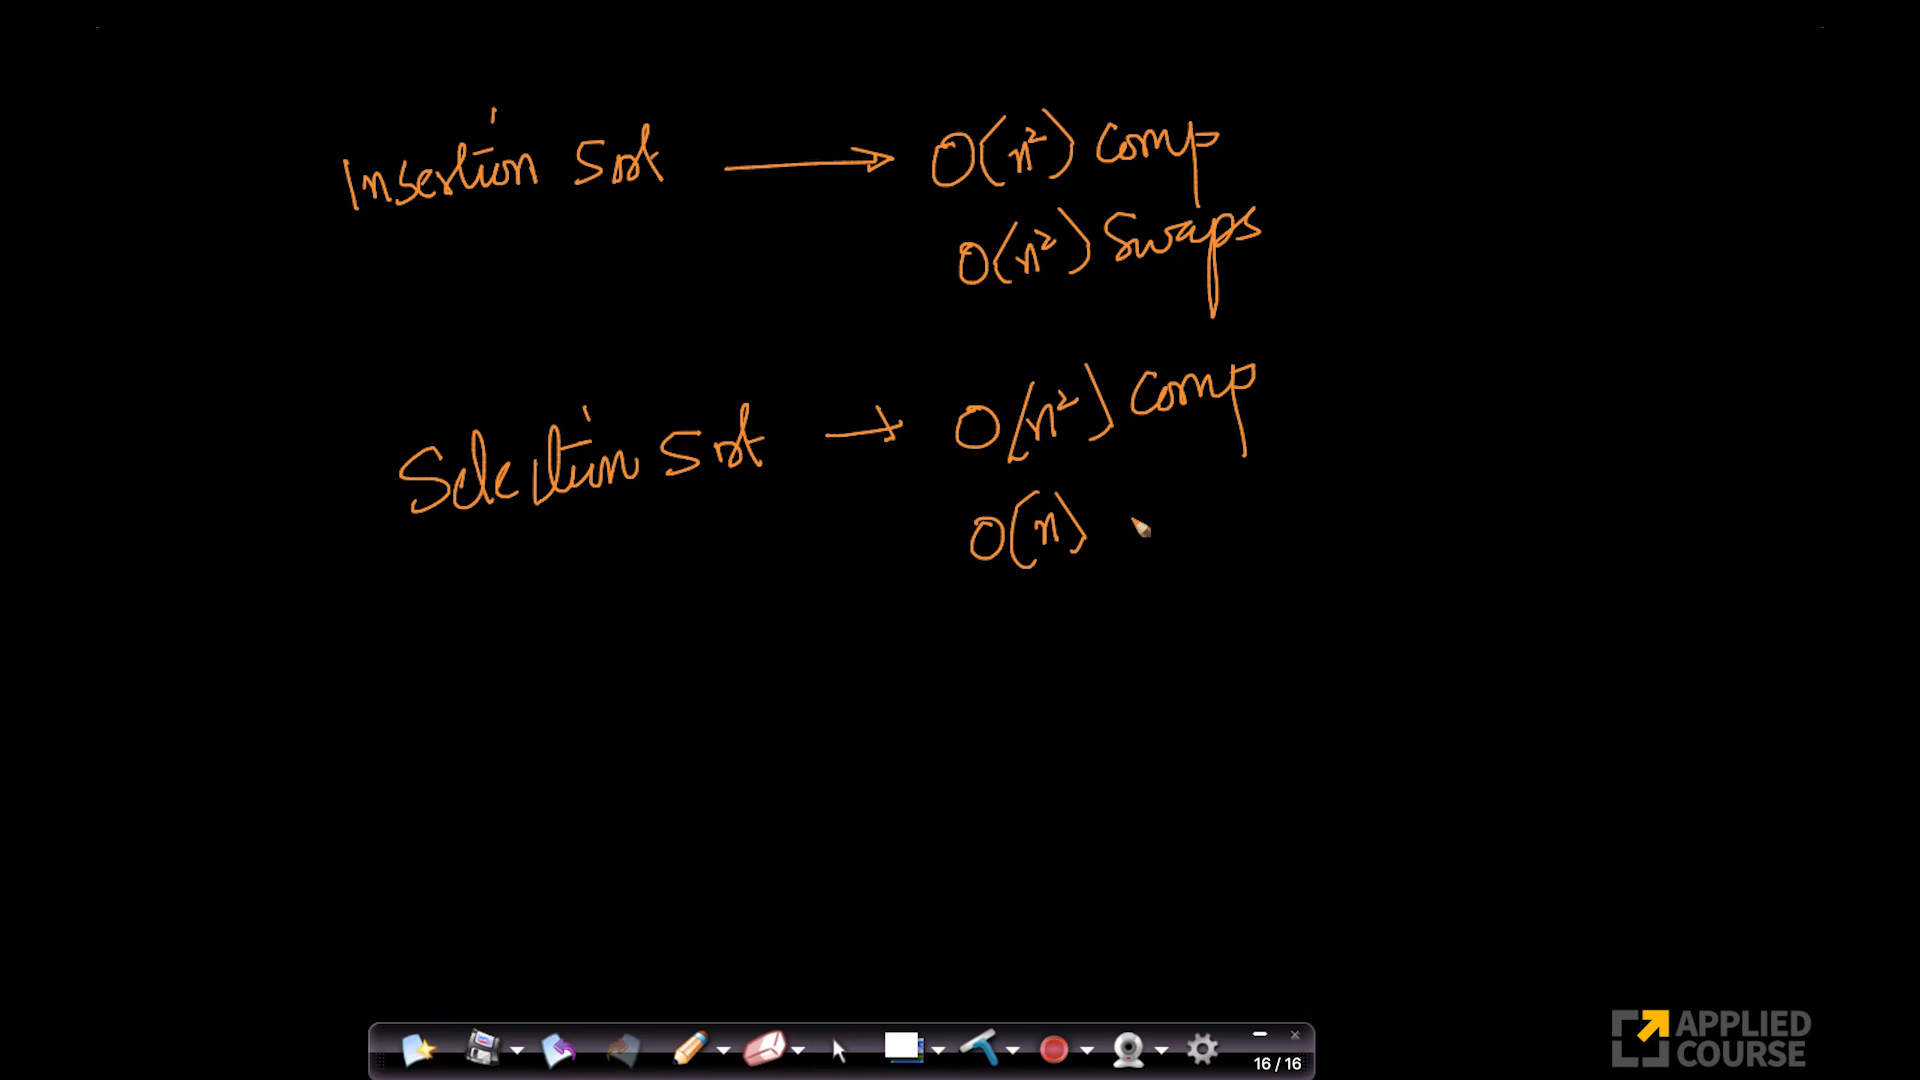 Insertion Sort → O(n²) comp
O(n²) Swaps
Selection Sort → O(n²) comp
O(n)
16 / 16
APPLIED
COURSE